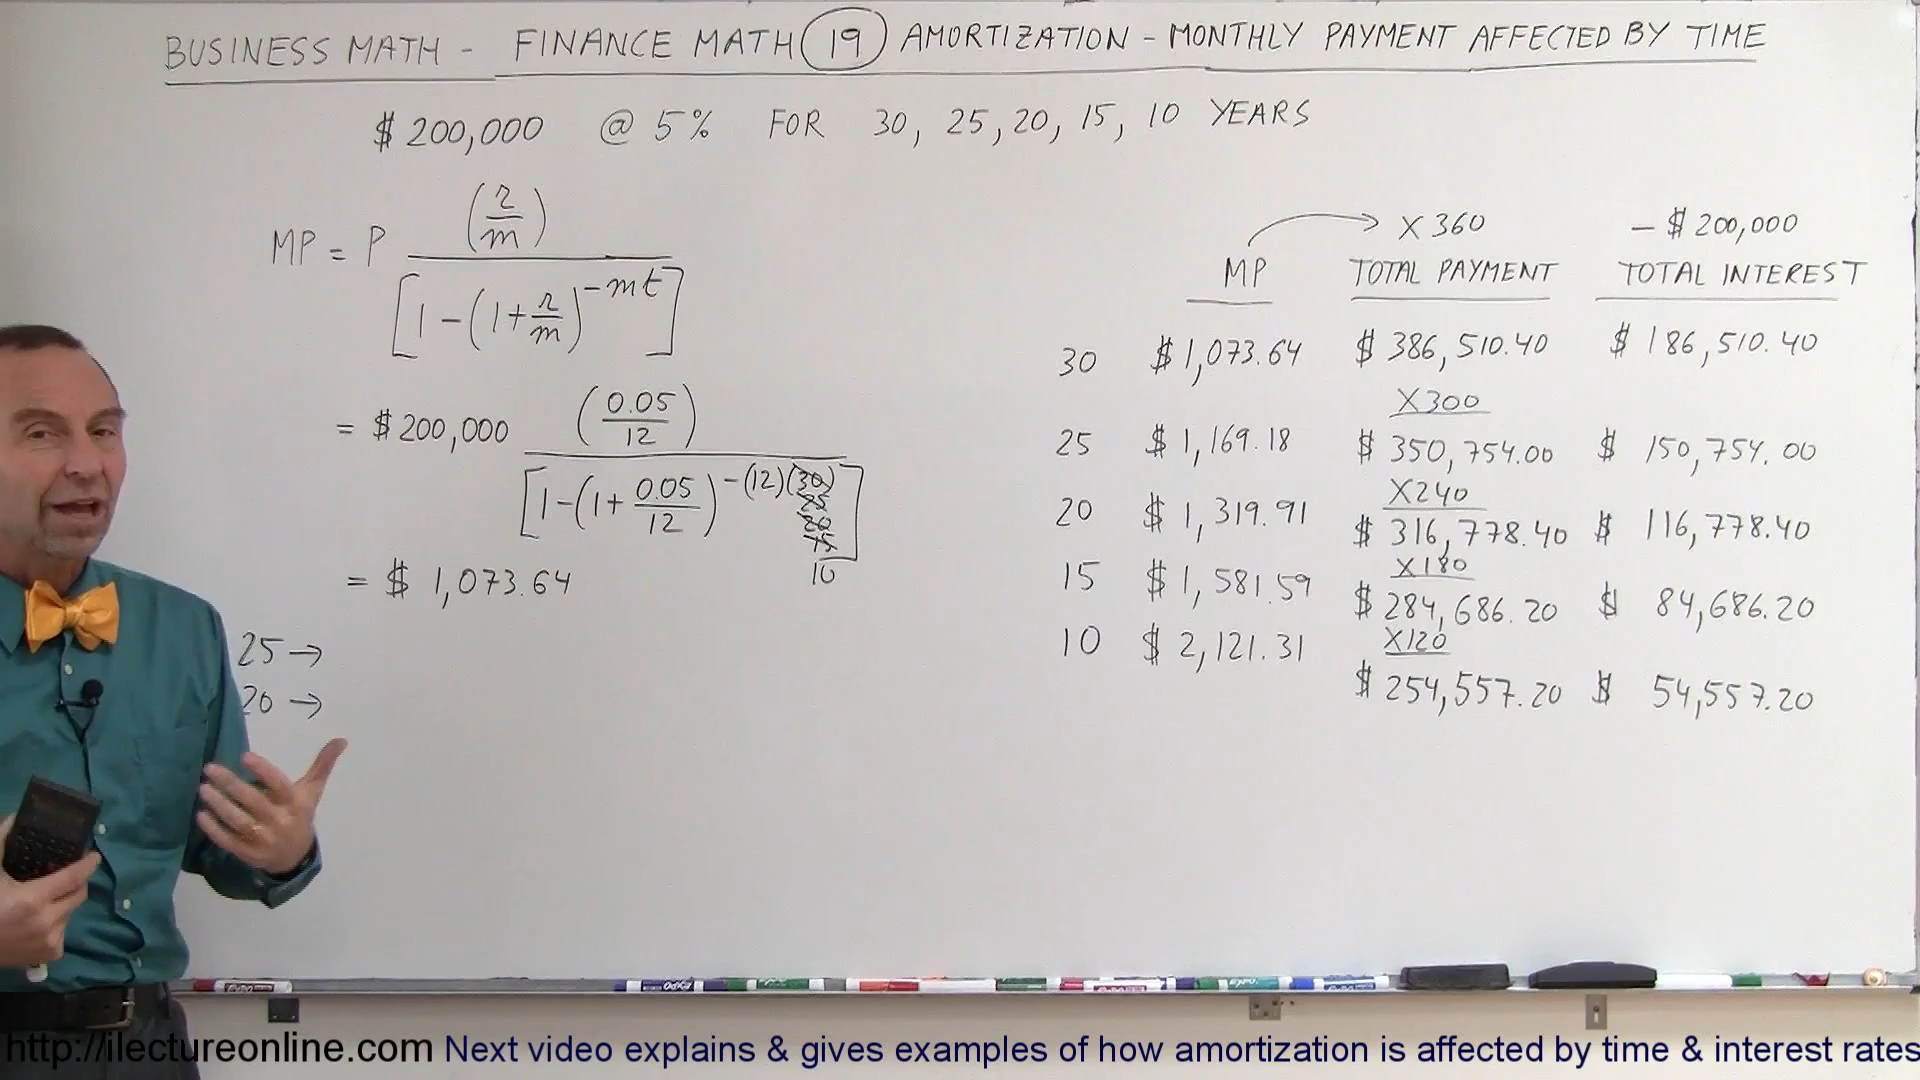 BUSINESS MATH - FINANCE MATH 19 AMORTIZATION - MONTHLY PAYMENT AFFECTED BY TIME
$ 200,000 @ 5% FOR 30, 25, 20, 15, 10 YEARS
MP = P (r/m) / [1-(1+r/m)^-mt]
= $ 200,000 (0.05/12) / [1-(1+0.05/12)^-(12)(30)
10
= $ 1,073.64
25 →
20 →
→ X 360 - $ 200,000
MP TOTAL PAYMENT TOTAL INTEREST
30 $ 1,073.64 $ 386,510.40 $ 186,510.40
X300
25 $ 1,169.18 $ 350,754.00 $ 150,754.00
X240
20 $ 1,319.91 $ 316,778.40 $ 116,778.40
X180
15 $ 1,581.59 $ 284,686.20 $ 84,686.20
X120
10 $ 2,121.31 $ 254,557.20 $ 54,557.20
http://ilectureonline.com Next video explains & gives examples of how amortization is affected by time & interest rates